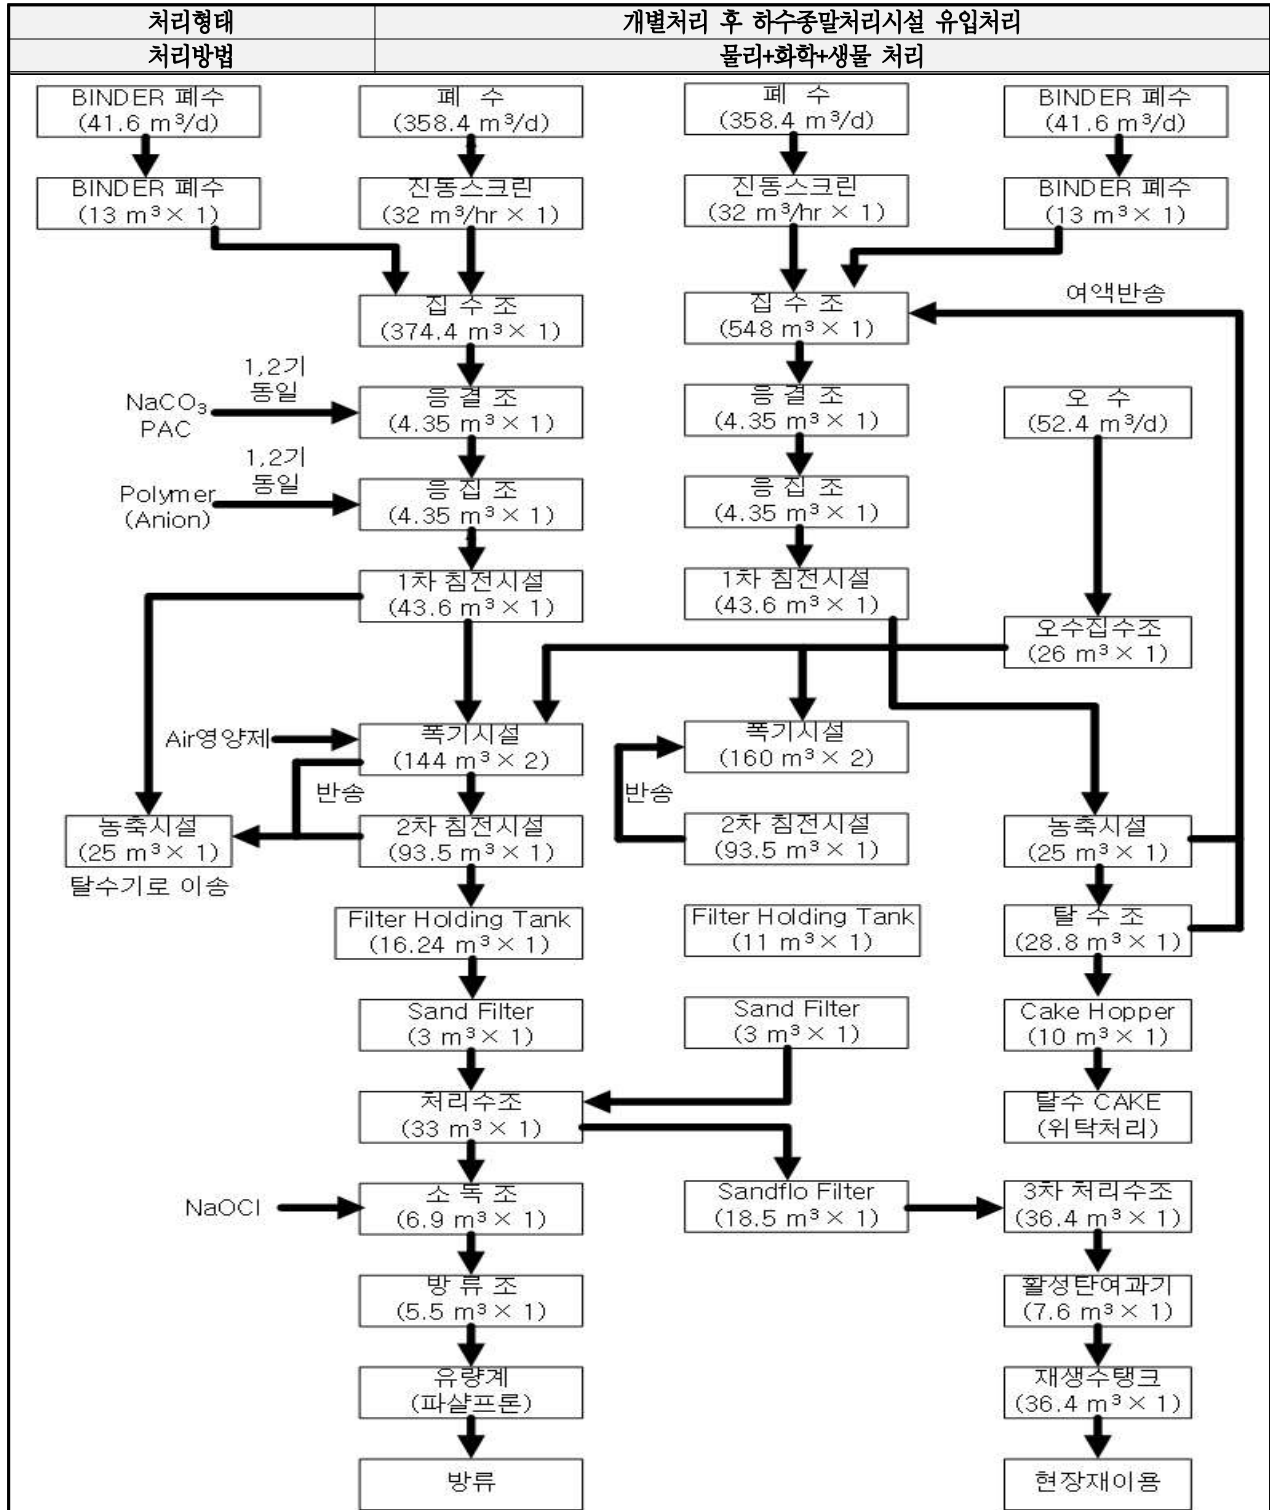 처리형태
개별처리 후 하수종말처리시설 유입처리
처리방법
물리+화학+생물 처리
BINDER 폐수
(41.6 m³/d)
폐 수
(358.4 m³/d)
폐 수
(358.4 m³/d)
BINDER 폐수
(41.6 m³/d)
BINDER 폐수
(13 m³× 1)
진동스크린
(32 m³/hr × 1)
진동스크린
(32 m³/hr × 1)
BINDER 폐수
(13 m³× 1)
집 수 조
(374.4 m³× 1)
집 수 조
(548 m³× 1)
여액반송
NaCO₃
PAC
1,2기
동일
응 결 조
(4.35 m³× 1)
응 결 조
(4.35 m³× 1)
오 수
(52.4 m³/d)
Polymer
(Anion)
1,2기
동일
응 집 조
(4.35 m³× 1)
응 집 조
(4.35 m³× 1)
1차 침전시설
(43.6 m³× 1)
1차 침전시설
(43.6 m³× 1)
오수집수조
(26 m³× 1)
Air영양제
폭기시설
(144 m³× 2)
폭기시설
(160 m³× 2)
반송
반송
농축시설
(25 m³× 1)
탈수기로 이송
2차 침전시설
(93.5 m³× 1)
2차 침전시설
(93.5 m³× 1)
농축시설
(25 m³× 1)
Filter Holding Tank
(16.24 m³× 1)
Filter Holding Tank
(11 m³× 1)
탈 수 조
(28.8 m³× 1)
Sand Filter
(3 m³× 1)
Sand Filter
(3 m³× 1)
Cake Hopper
(10 m³× 1)
처리수조
(33 m³× 1)
탈수 CAKE
(위탁처리)
NaOCl
소 독 조
(6.9 m³× 1)
Sandflo Filter
(18.5 m³× 1)
3차 처리수조
(36.4 m³× 1)
방 류 조
(5.5 m³× 1)
활성탄여과기
(7.6 m³× 1)
유량계
(파샬프론)
재생수탱크
(36.4 m³× 1)
방류
현장재이용